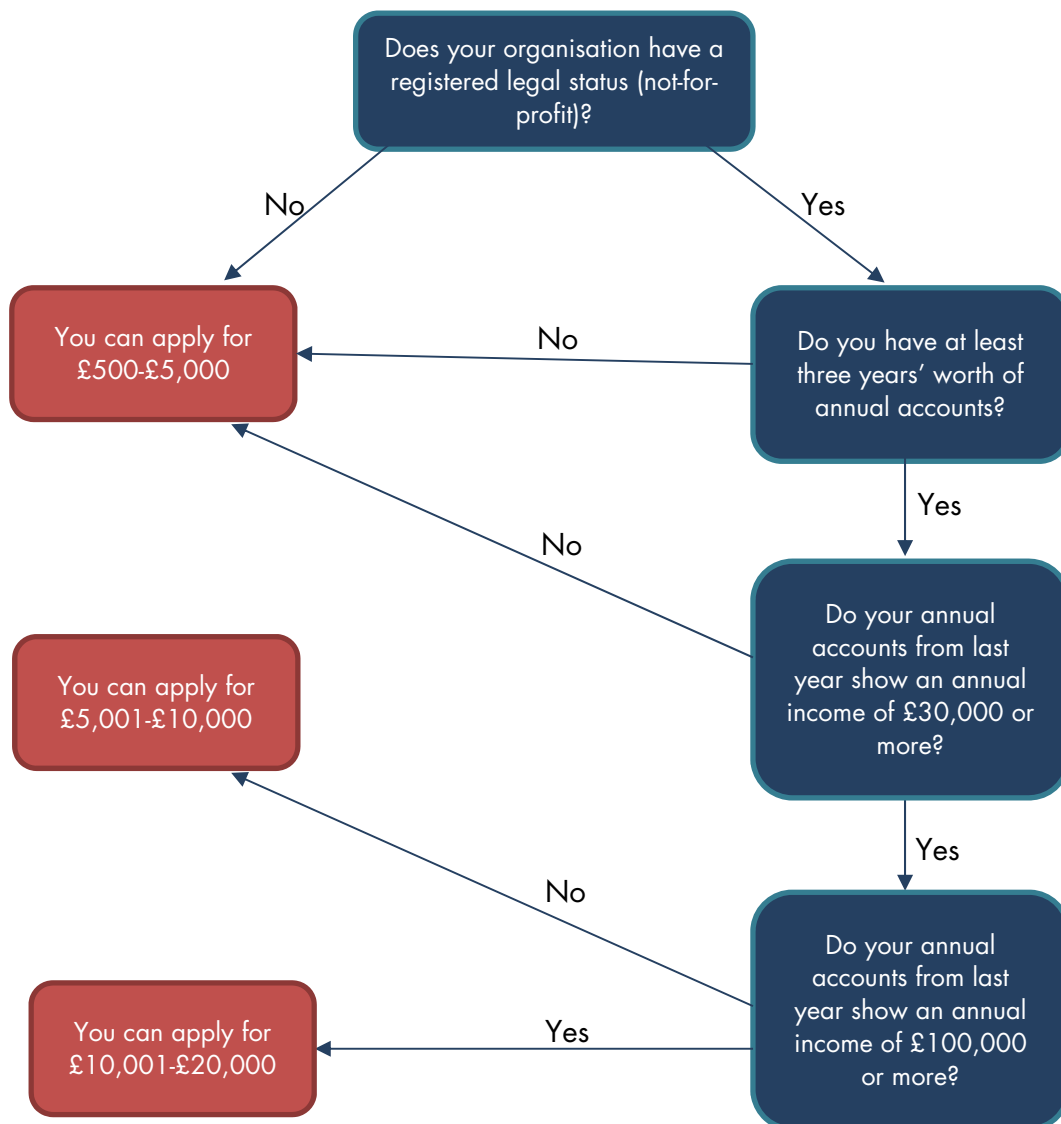 Does your organisation have a
registered legal status (not-for-
profit)?
No
Yes
You can apply for
£500-£5,000
No
Do you have at least
three years’ worth of
annual accounts?
Yes
No
Do your annual
accounts from last
year show an annual
income of £30,000 or
more?
You can apply for
£5,001-£10,000
Yes
No
Do your annual
accounts from last
year show an annual
income of £100,000
or more?
You can apply for
£10,001-£20,000
Yes